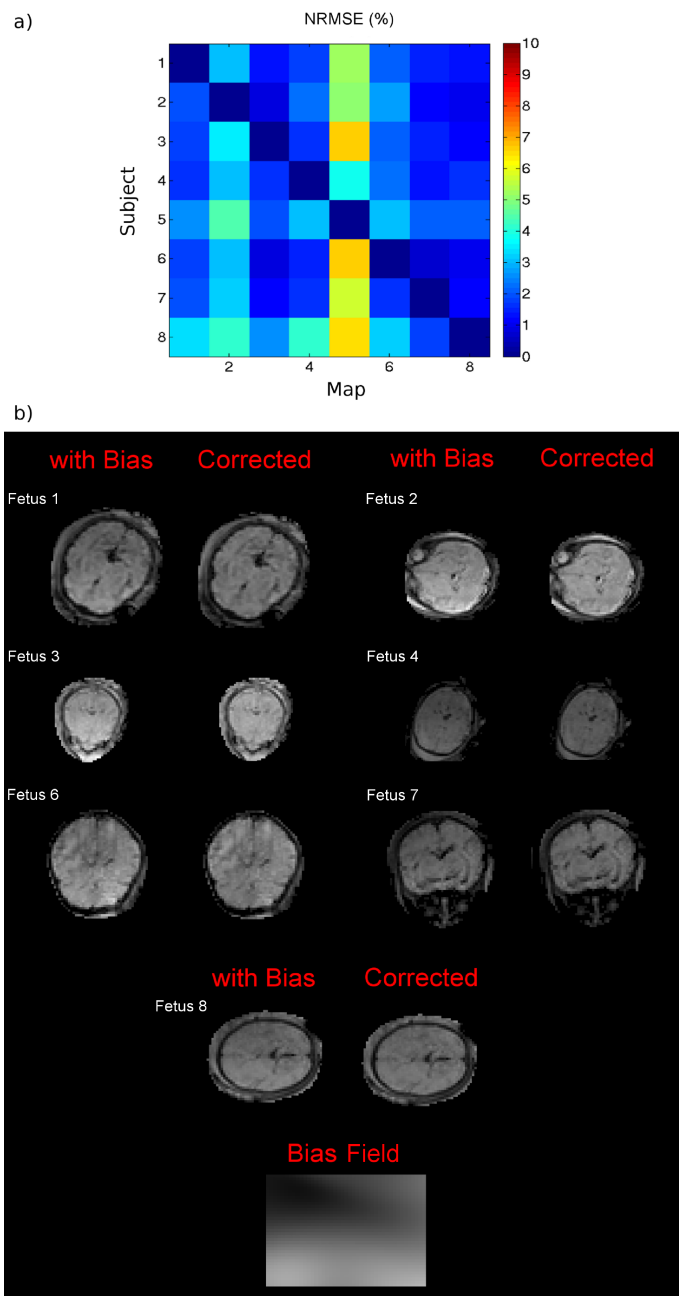 a)
NRMSE (%)
1
2
3
4
5
6
7
8
Subject
2
4
6
8
Map
10
9
8
7
6
5
4
3
2
1
0
b)
with Bias
Corrected
with Bias
Corrected
Fetus 1
Fetus 2
Fetus 3
Fetus 4
Fetus 6
Fetus 7
with Bias
Corrected
Fetus 8
Bias Field